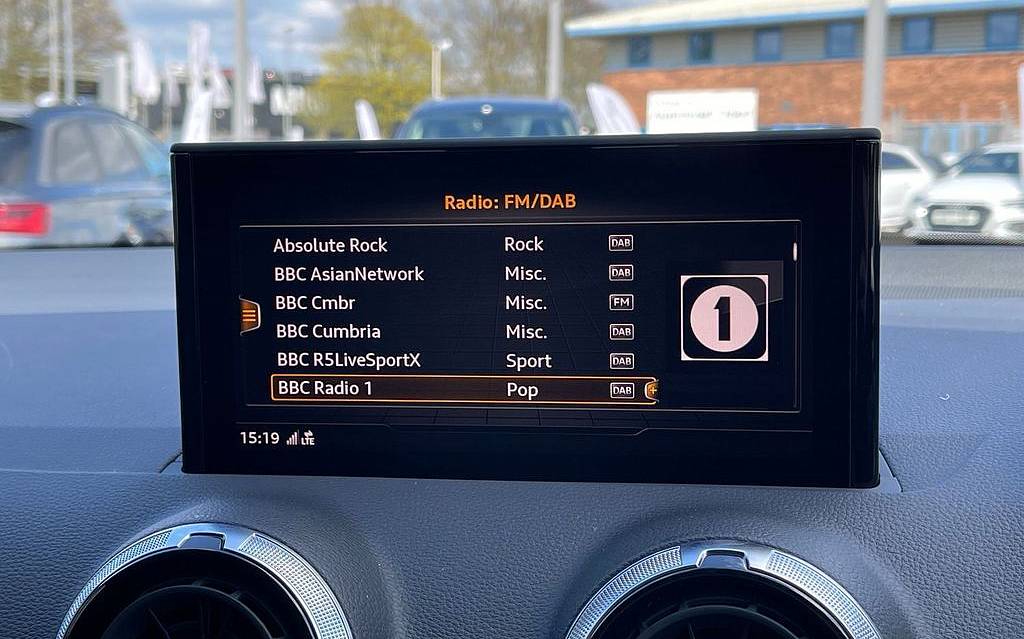 Radio: FM/DAB
Absolute Rock Rock DAB
BBC AsianNetwork Misc. DAB
BBC Cmbr Misc. FM
BBC Cumbria Misc. DAB
BBC R5LiveSportX Sport DAB
BBC Radio 1 Pop DAB
1
15:19 LTE